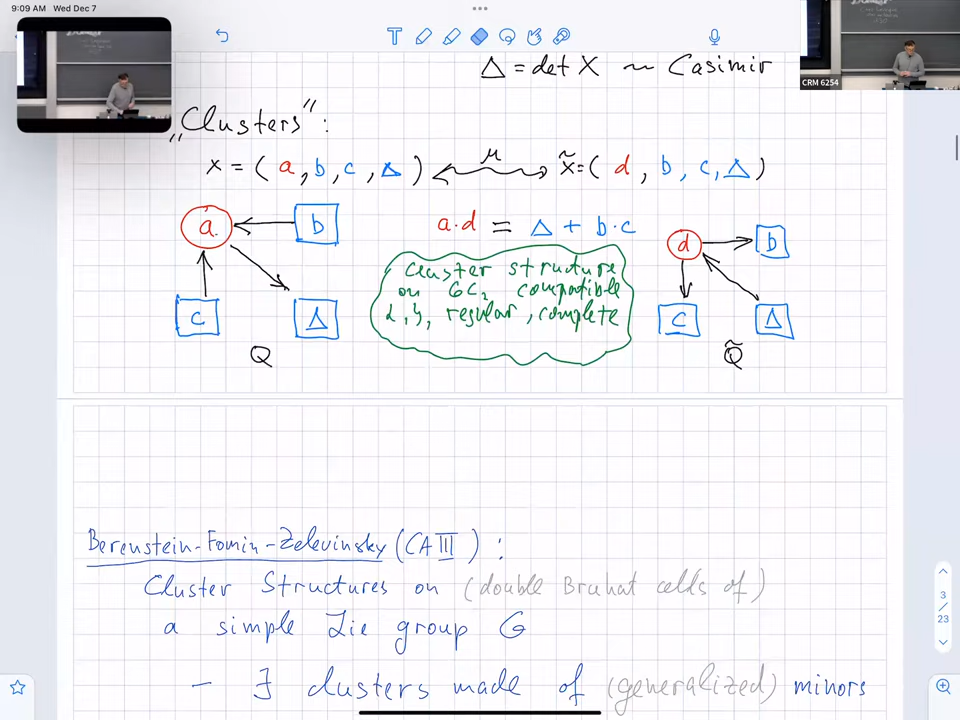 9:09 AM Wed Dec 7
CRM 6254
Δ = det X ~ Casimir
„Clusters":
x = (a, b, c, Δ) μ x̃ = (d, b, c, Δ)
a·d = Δ + b·c
a
b
c
Δ
Q
Cluster structure
on GL₂ compatible
{,}, regular, complete
d
b
c
Δ
Q̃
Berenstein-Fomin-Zelevinsky (CA III):
Cluster Structures on (double Bruhat cells of)
a simple Lie group G
– ∃ clusters made of (generalized) minors
3
/
23